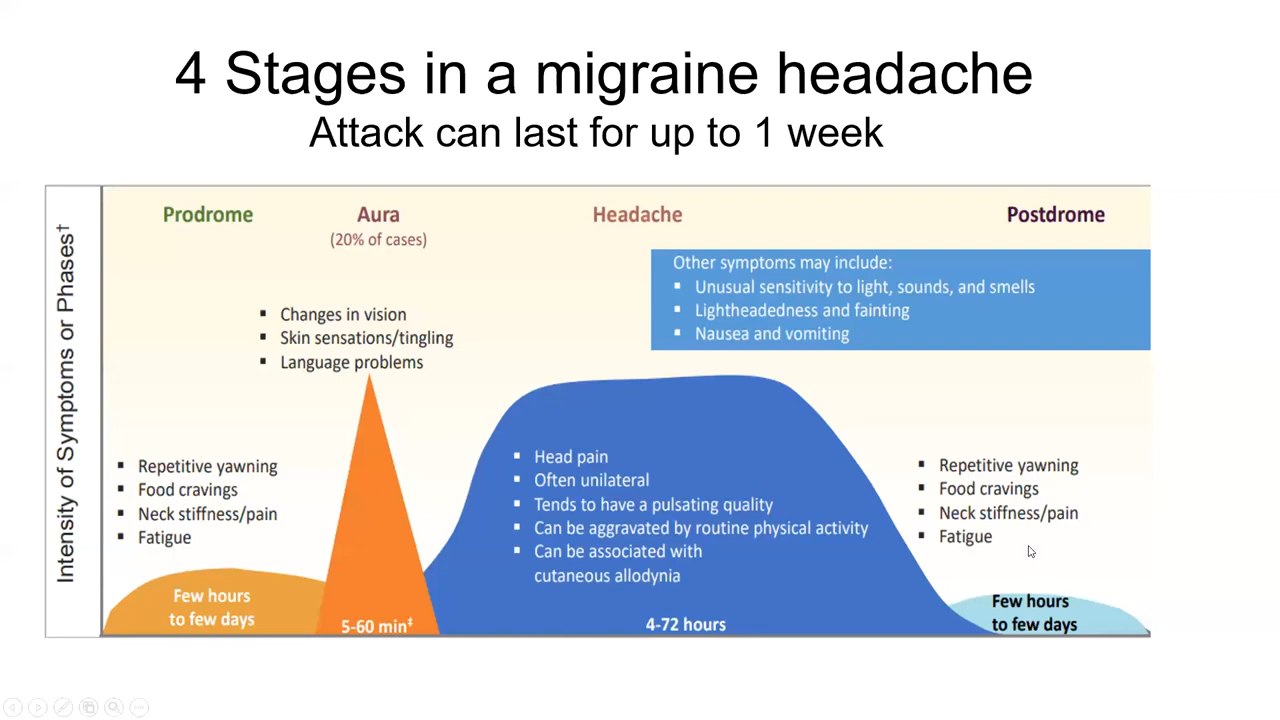 4 Stages in a migraine headache
Attack can last for up to 1 week
Intensity of Symptoms or Phases†
Prodrome
Aura
(20% of cases)
Headache
Postdrome
Other symptoms may include:
▪ Unusual sensitivity to light, sounds, and smells
▪ Lightheadedness and fainting
▪ Nausea and vomiting
▪ Changes in vision
▪ Skin sensations/tingling
▪ Language problems
▪ Repetitive yawning
▪ Food cravings
▪ Neck stiffness/pain
▪ Fatigue
▪ Head pain
▪ Often unilateral
▪ Tends to have a pulsating quality
▪ Can be aggravated by routine physical activity
▪ Can be associated with
cutaneous allodynia
▪ Repetitive yawning
▪ Food cravings
▪ Neck stiffness/pain
▪ Fatigue
Few hours
to few days
5-60 min‡
4-72 hours
Few hours
to few days